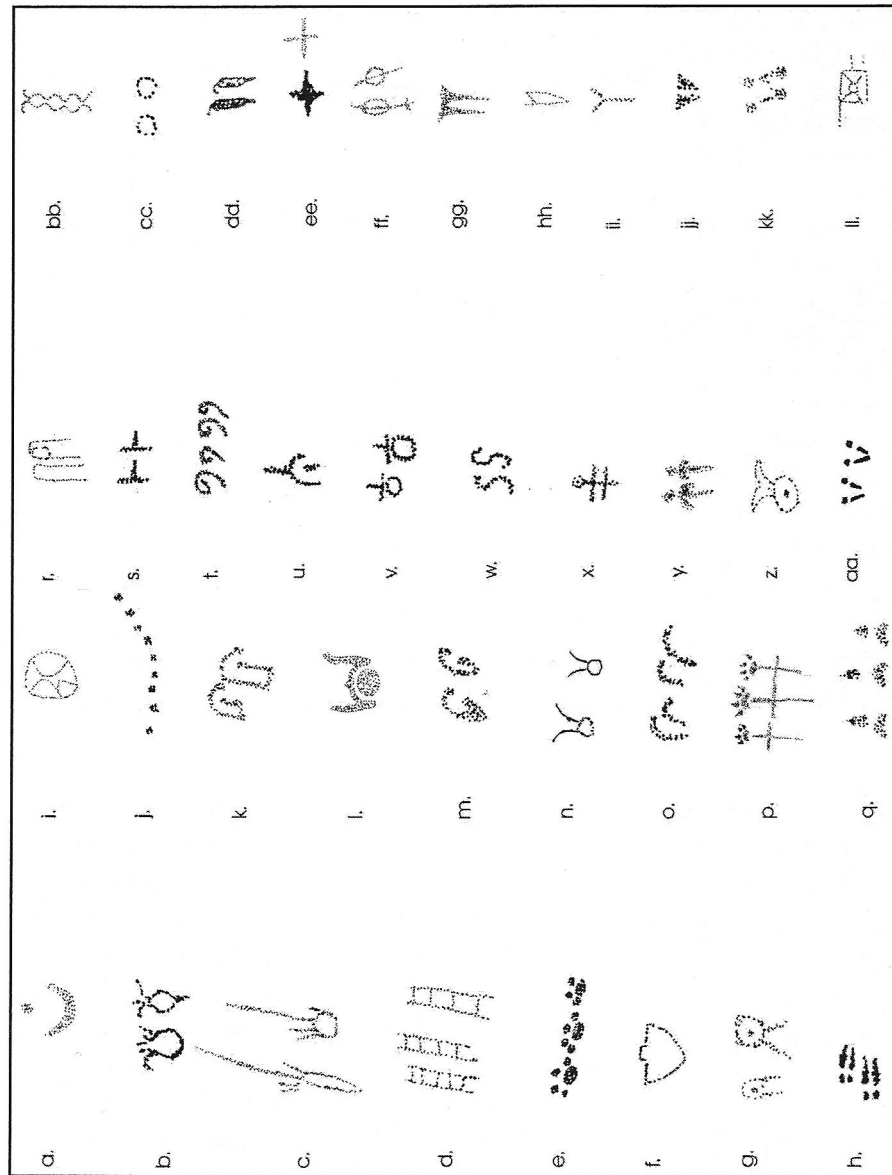 a.
b.
c.
d.
e.
f.
g.
h.
i.
j.
k.
l.
m.
n.
o.
p.
q.
r.
s.
t.
u.
v.
w.
x.
y.
z.
aa.
bb.
cc.
dd.
ee.
ff.
gg.
hh.
ii.
jj.
kk.
ll.